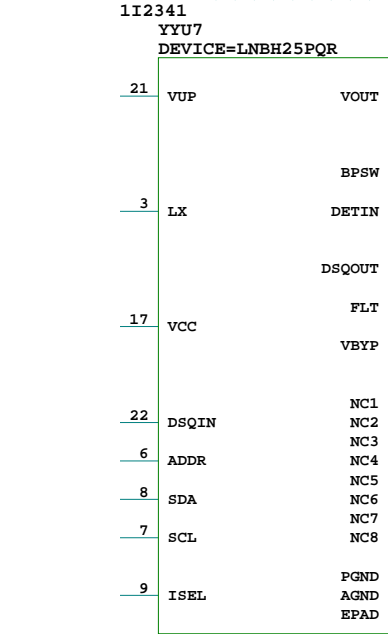 1I2341
YYU7
DEVICE=LNBH25PQR
21 VUP VOUT
BPSW
3 LX DETIN
DSQOUT
FLT
17 VCC
VBYP
NC1
22 DSQIN NC2
NC3
6 ADDR NC4
NC5
8 SDA NC6
NC7
7 SCL NC8
PGND
9 ISEL AGND
EPAD